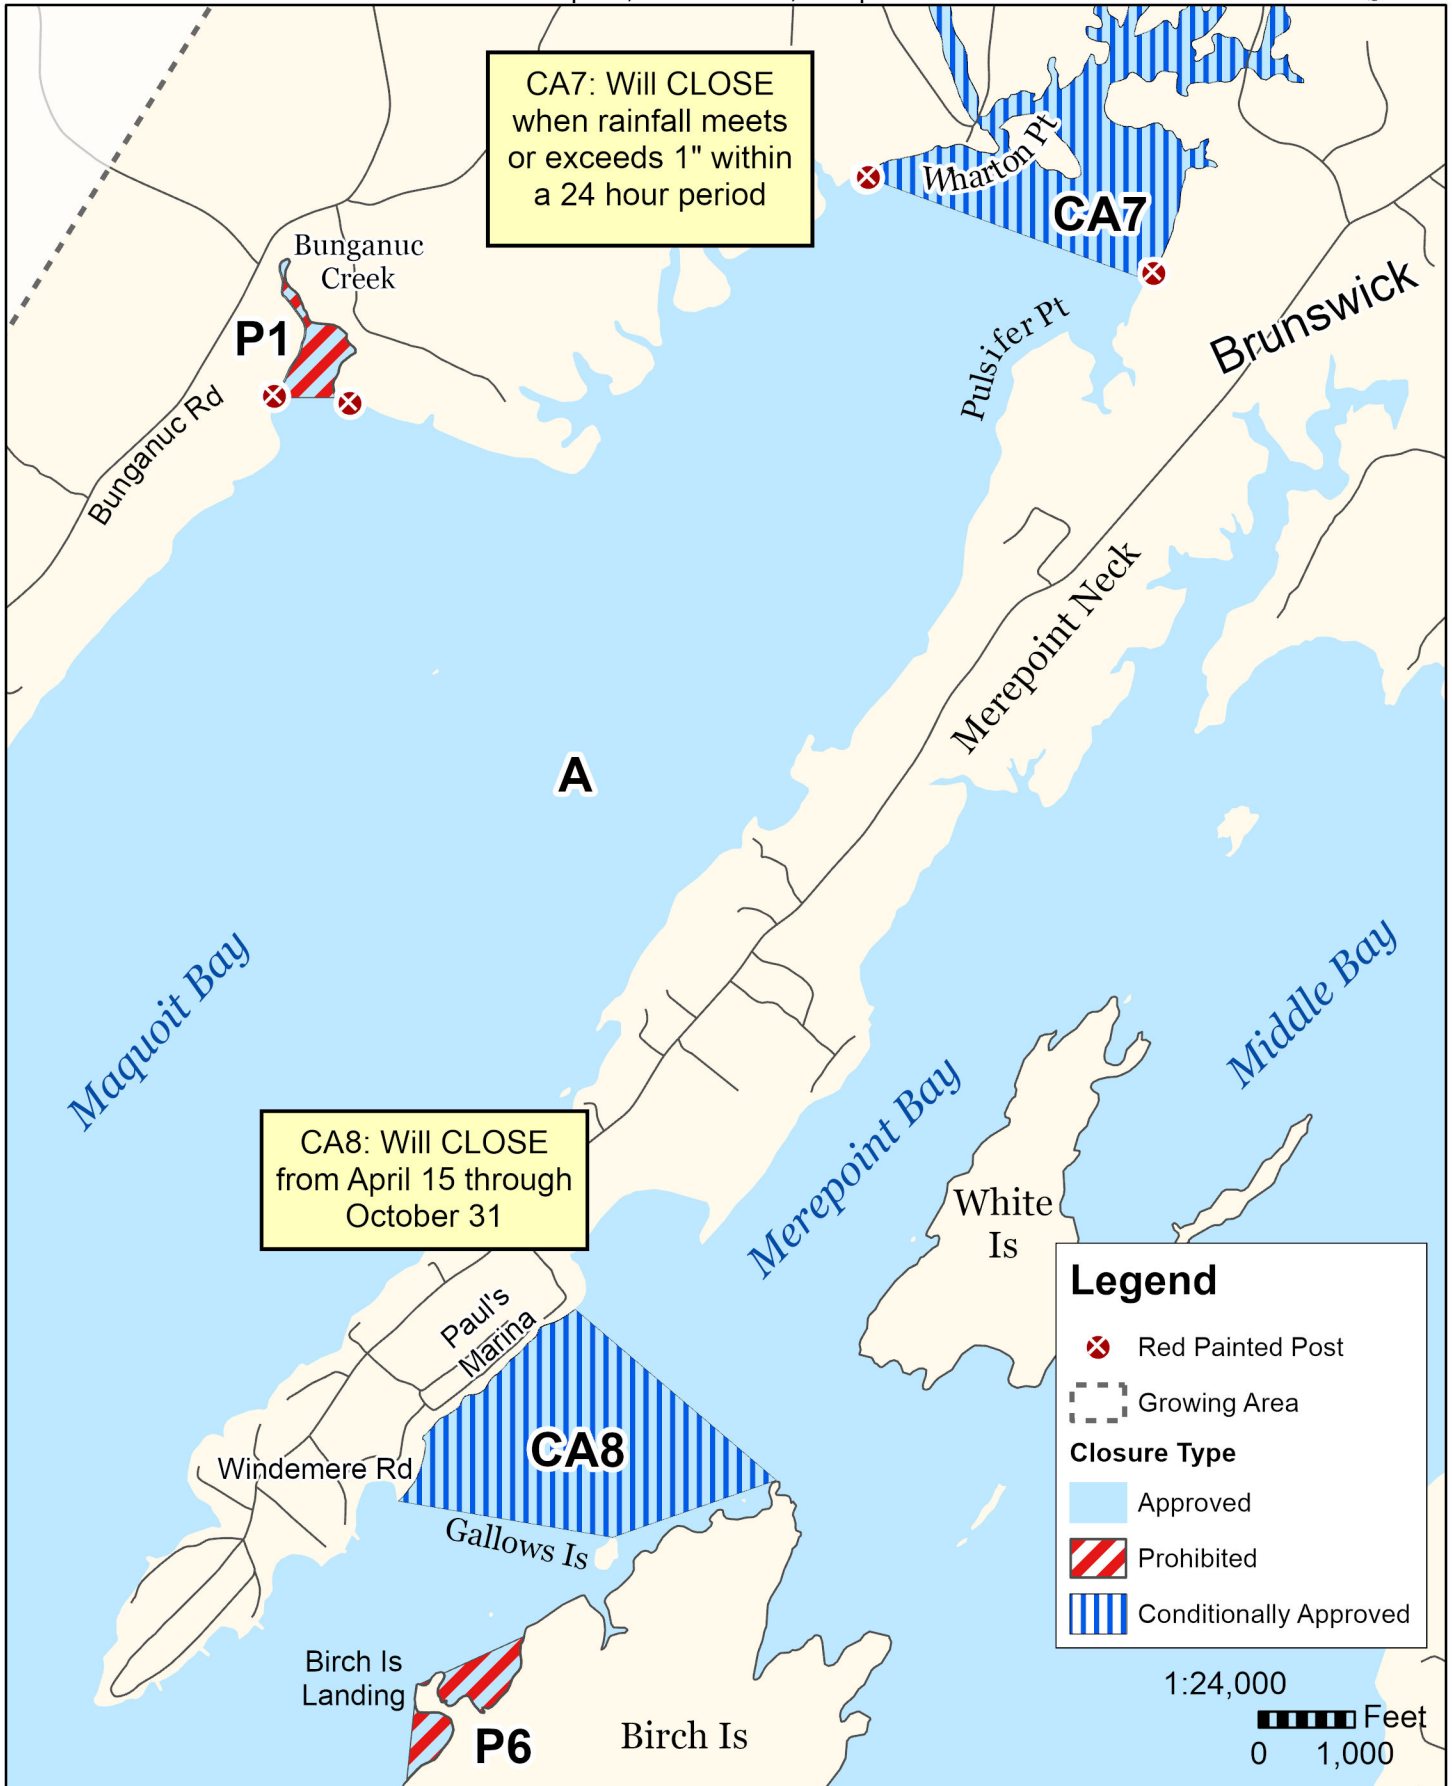 CA7: Will CLOSE
when rainfall meets
or exceeds 1" within
a 24 hour period
Wharton Pt
CA7
Bunganuc
Creek
P1
Bunganuc Rd
Pulsifer Pt
Brunswick
Merepoint Neck
A
Maquoit Bay
Middle Bay
Merepoint Bay
CA8: Will CLOSE
from April 15 through
October 31
White
Is
Paul's
Marina
CA8
Windemere Rd
Gallows Is
Birch Is
Landing
P6
Birch Is
Legend
Red Painted Post
Growing Area
Closure Type
Approved
Prohibited
Conditionally Approved
1:24,000
Feet
0 1,000